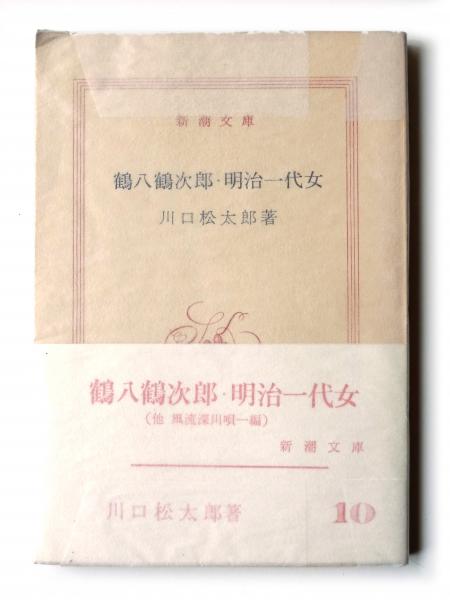 新潮文庫
鶴八鶴次郎・明治一代女
川口松太郎著
鶴八鶴次郎・明治一代女
(他 風流深川唄一編)
新潮文庫
川口松太郎著
10